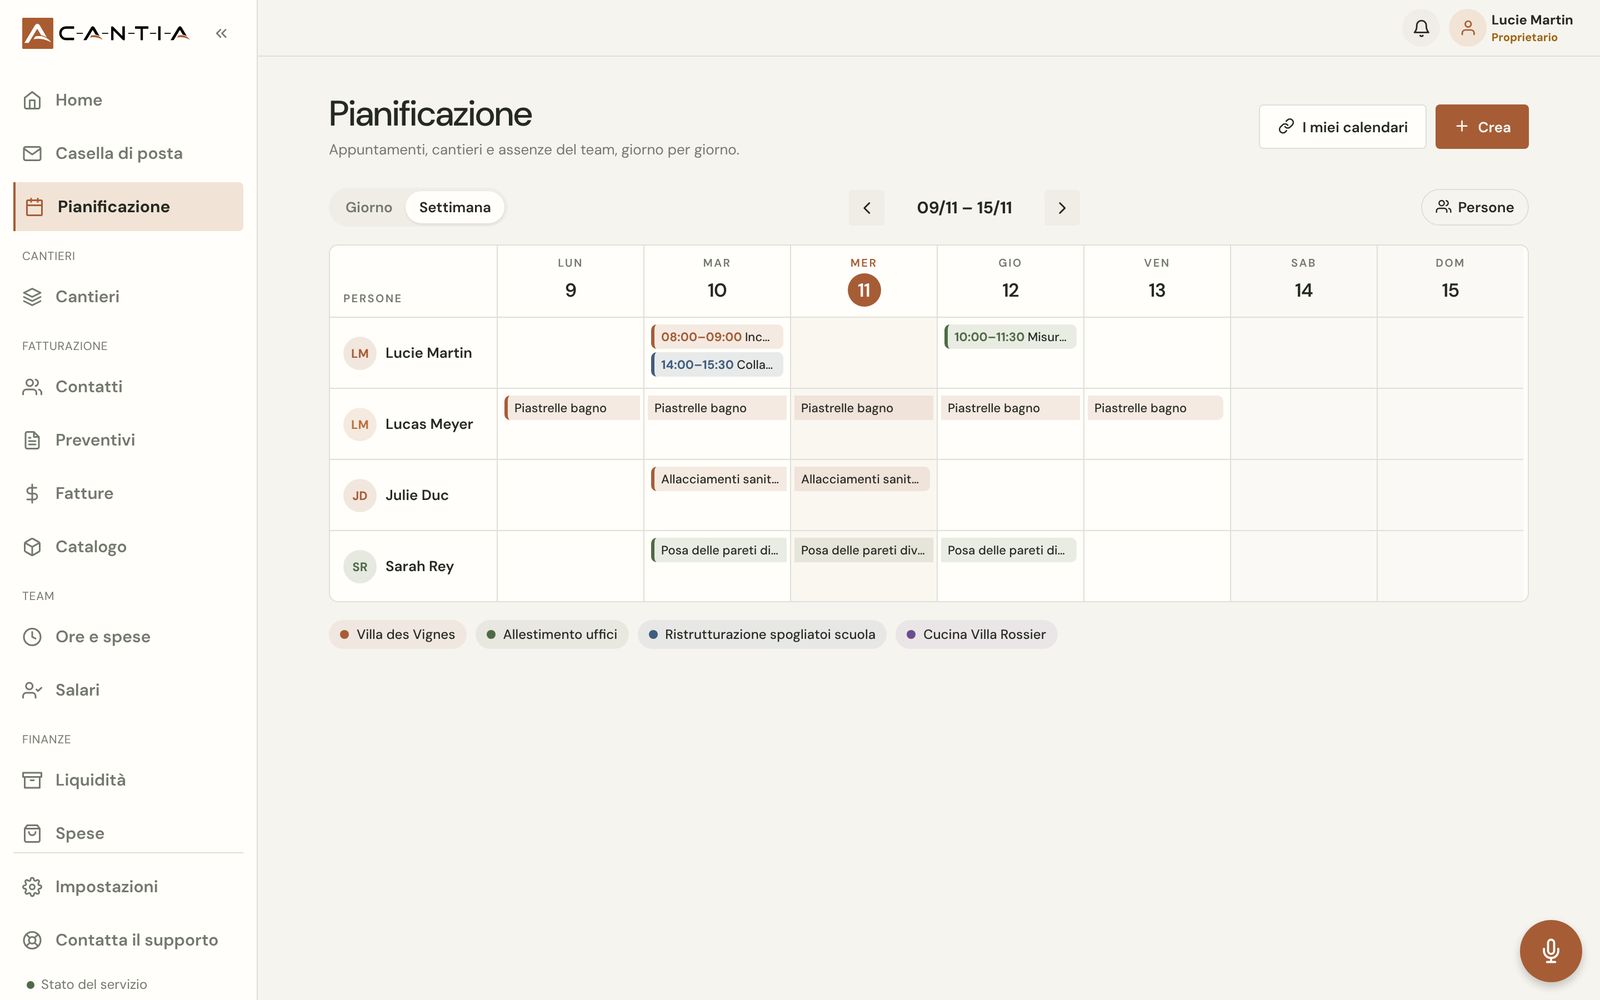 CANTIA
Lucie Martin
Proprietario
Home
Casella di posta
Pianificazione
CANTIERI
Cantieri
FATTURAZIONE
Contatti
Preventivi
Fatture
Catalogo
TEAM
Ore e spese
Salari
FINANZE
Liquidità
Spese
Impostazioni
Contatta il supporto
Stato del servizio
Pianificazione
Appuntamenti, cantieri e assenze del team, giorno per giorno.
I miei calendari
Crea
Giorno Settimana
09/11 – 15/11
Persone
PERSONE
LUN 9
MAR 10
MER 11
GIO 12
VEN 13
SAB 14
DOM 15
LM Lucie Martin
08:00–09:00 Inc...
14:00–15:30 Colla...
10:00–11:30 Misur...
LM Lucas Meyer
Piastrelle bagno Piastrelle bagno Piastrelle bagno Piastrelle bagno Piastrelle bagno
JD Julie Duc
Allacciamenti sanit... Allacciamenti sanit...
SR Sarah Rey
Posa delle pareti di... Posa delle pareti div... Posa delle pareti di...
Villa des Vignes
Allestimento uffici
Ristrutturazione spogliatoi scuola
Cucina Villa Rossier